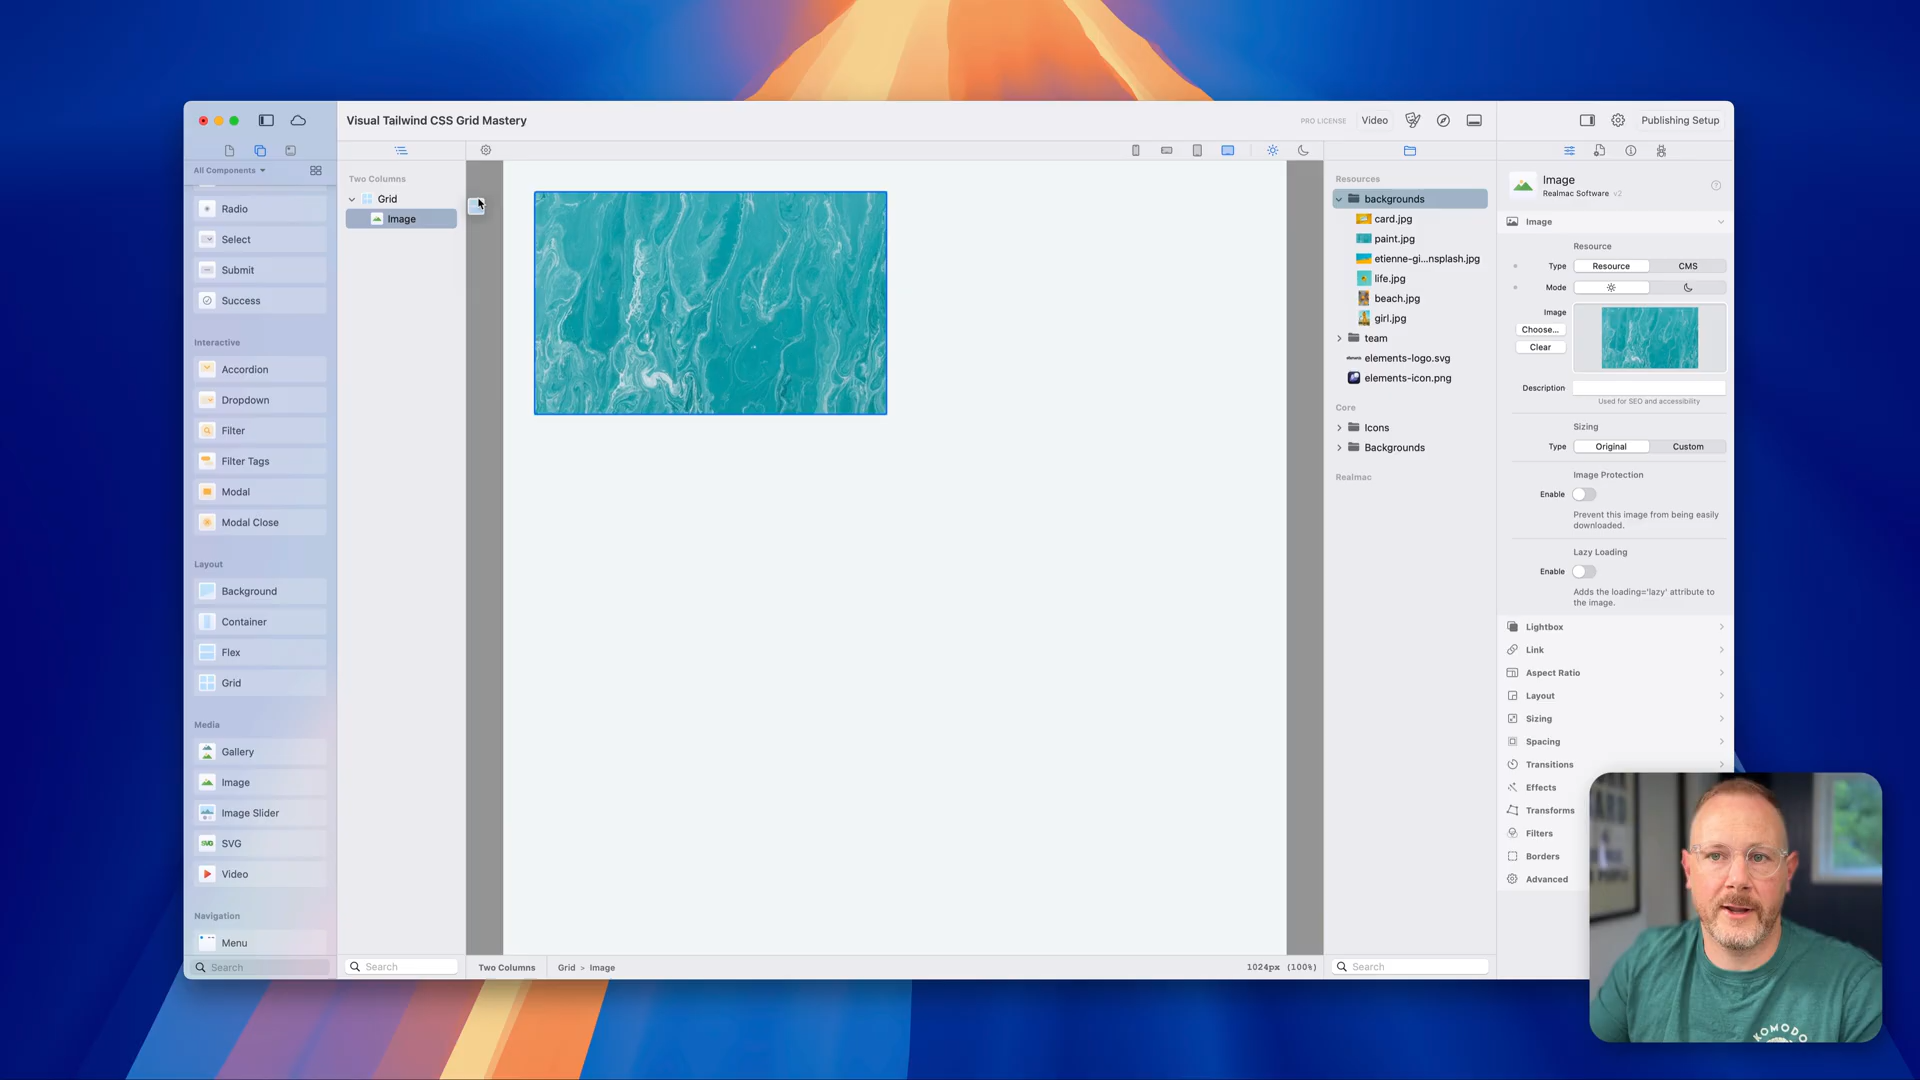 Visual Tailwind CSS Grid Mastery
PRO LICENSE
Video
Publishing Setup
All Components
Radio
Select
Submit
Success
Interactive
Accordion
Dropdown
Filter
Filter Tags
Modal
Modal Close
Layout
Background
Container
Flex
Grid
Media
Gallery
Image
Image Slider
SVG
Video
Navigation
Menu
Search
Two Columns
Grid
Image
Search
Two Columns
Grid > Image
1024px (100%)
Resources
backgrounds
card.jpg
paint.jpg
etienne-gi...nsplash.jpg
life.jpg
beach.jpg
girl.jpg
team
elements-logo.svg
elements-icon.png
Core
Icons
Backgrounds
Realmac
Search
Image
Realmac Software v2
Image
Resource
Type Resource CMS
Mode
Image
Choose...
Clear
Description
Used for SEO and accessibility
Sizing
Type Original Custom
Image Protection
Enable
Prevent this image from being easily
downloaded.
Lazy Loading
Enable
Adds the loading='lazy' attribute to
the image.
Lightbox
Link
Aspect Ratio
Layout
Sizing
Spacing
Transitions
Effects
Transforms
Filters
Borders
Advanced
KOMODO